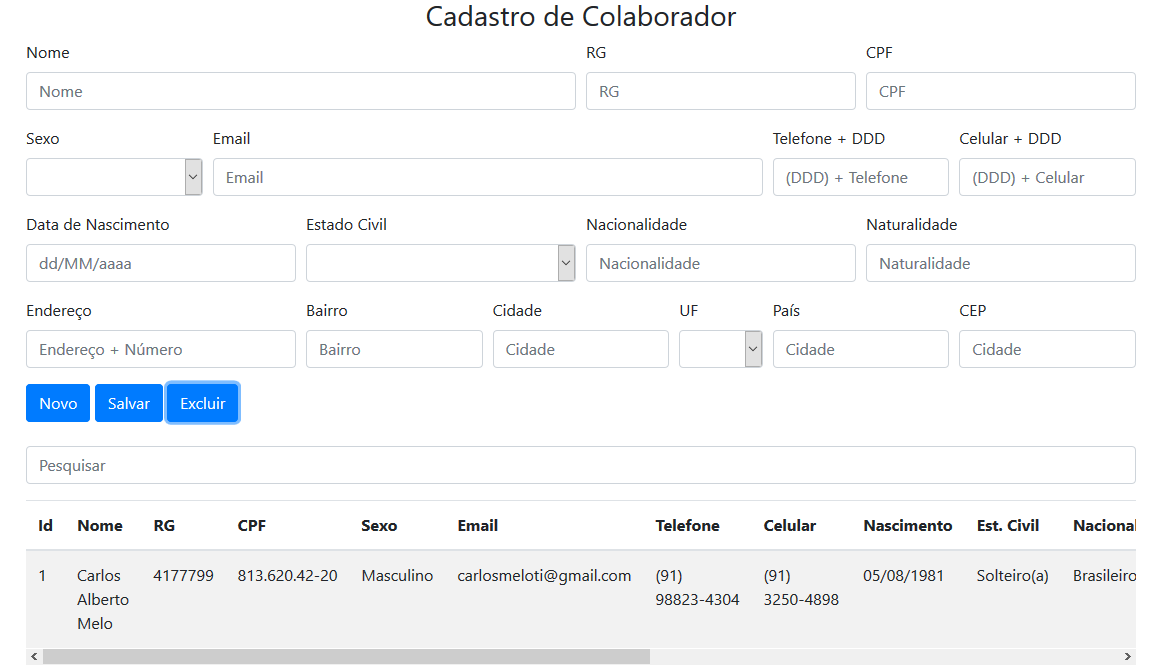 Cadastro de Colaborador
Nome RG CPF
Nome RG CPF
Sexo Email Telefone + DDD Celular + DDD
Email (DDD) + Telefone (DDD) + Celular
Data de Nascimento Estado Civil Nacionalidade Naturalidade
dd/MM/aaaa Nacionalidade Naturalidade
Endereço Bairro Cidade UF País CEP
Endereço + Número Bairro Cidade Cidade Cidade
Novo Salvar Excluir
Pesquisar
Id Nome RG CPF Sexo Email Telefone Celular Nascimento Est. Civil Nacional
1 Carlos 4177799 813.620.42-20 Masculino carlosmeloti@gmail.com (91) (91) 05/08/1981 Solteiro(a) Brasileiro
Alberto 98823-4304 3250-4898
Melo